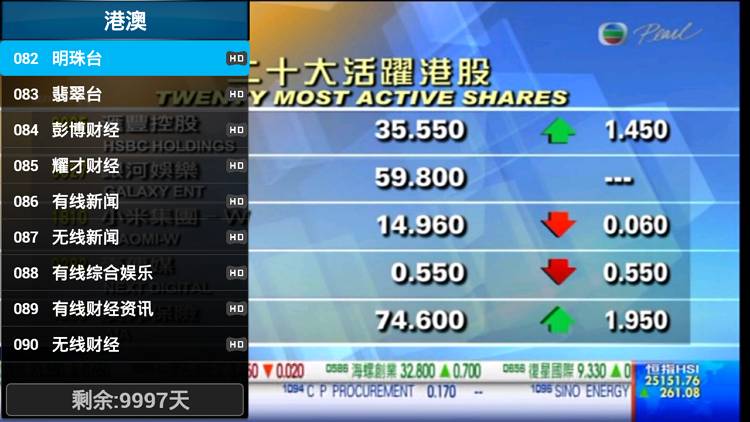 港澳
082 明珠台 HD
083 翡翠台 HD
084 彭博财经 HD
085 耀才财经 HD
086 有线新闻 HD
087 无线新闻 HD
088 有线综合娱乐 HD
089 有线财经资讯 HD
090 无线财经 HD
剩余:9997天
Pearl
二十大活躍港股
TWENTY MOST ACTIVE SHARES
滙豐控股 35.550 1.450
HSBC HOLDINGS
銀河娛樂 59.800 ---
GALAXY ENT
1810 小米集團－W 14.960 0.060
XIAOMI-W
0.550 0.550
NEXT DIGITAL
74.600 1.950
▼0.020 0586 海螺創業 32.800 ▲0.700 0656 復星國際 9.330 ▲0
1094 C P PROCUREMENT 0.170 -- 1096 SINO ENERGY
恒指HSI
25151.76
▲ 261.08